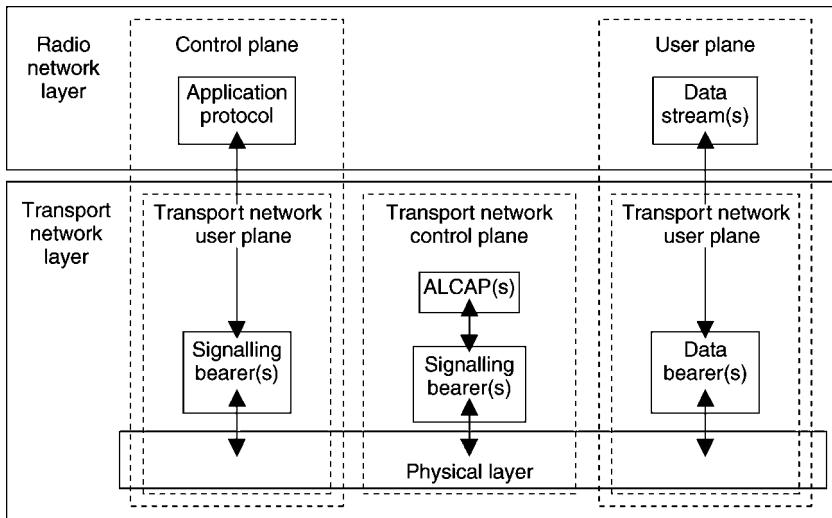 Radio
network
layer
Control plane
User plane
Application
protocol
Data
stream(s)
Transport
network
layer
Transport network
user plane
Transport network
control plane
Transport network
user plane
ALCAP(s)
Signalling
bearer(s)
Signalling
bearer(s)
Data
bearer(s)
Physical layer